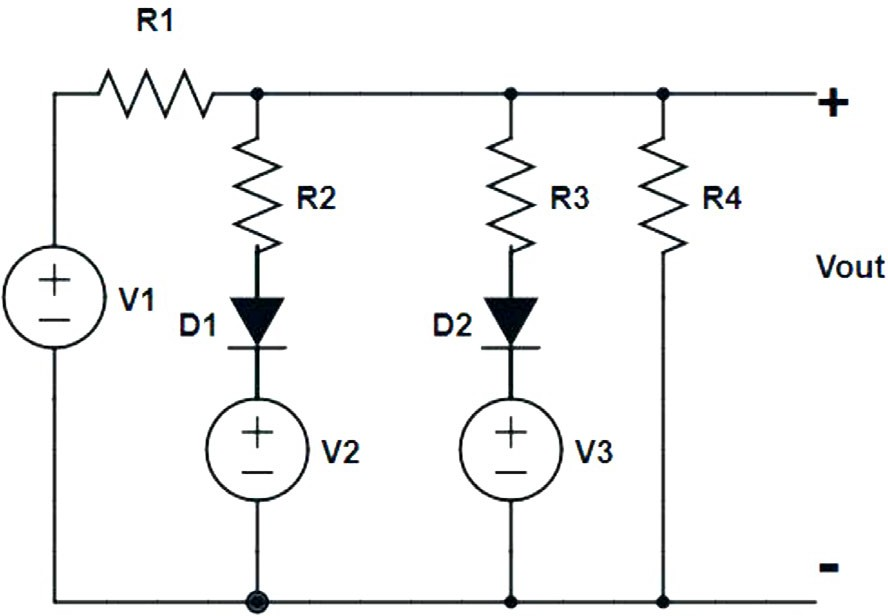 R1
+
R2
R3
R4
Vout
+
-
V1
D1
D2
+
-
V2
+
-
V3
-